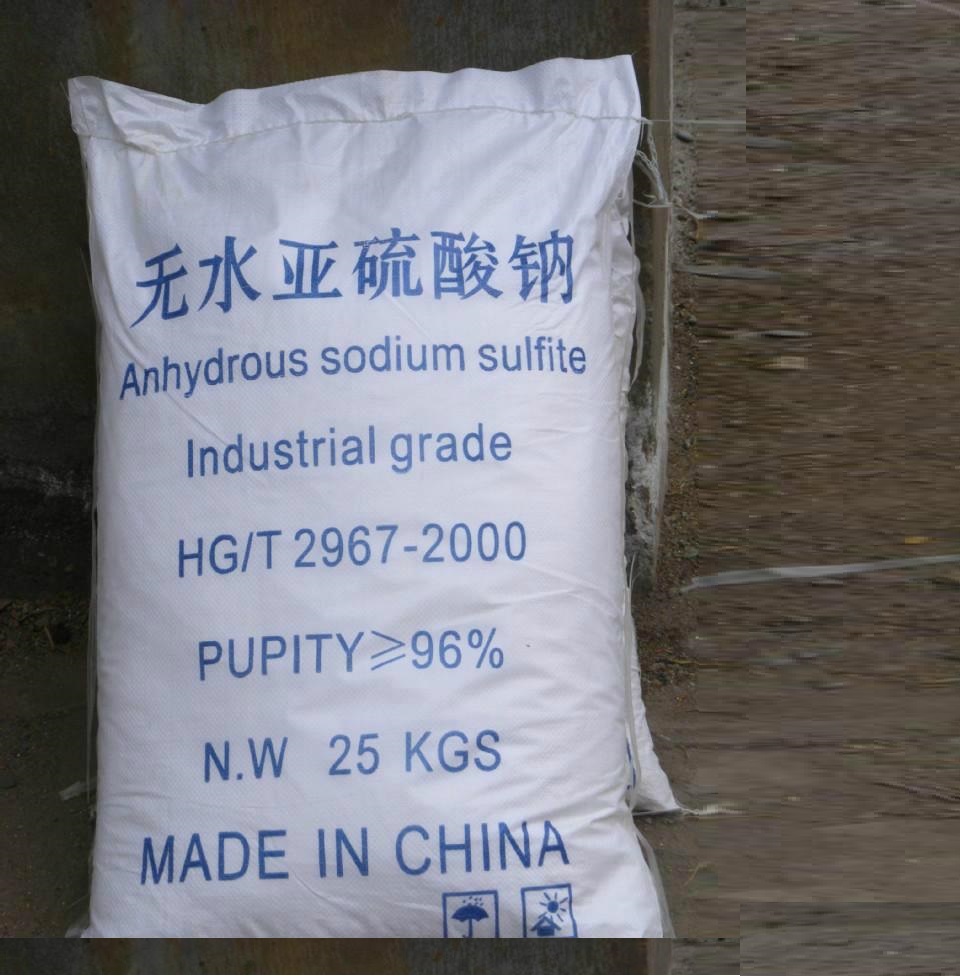 无水亚硫酸钠
Anhydrous sodium sulfite
Industrial grade
HG/T 2967-2000
PUPITY≥96%
N.W 25 KGS
MADE IN CHINA